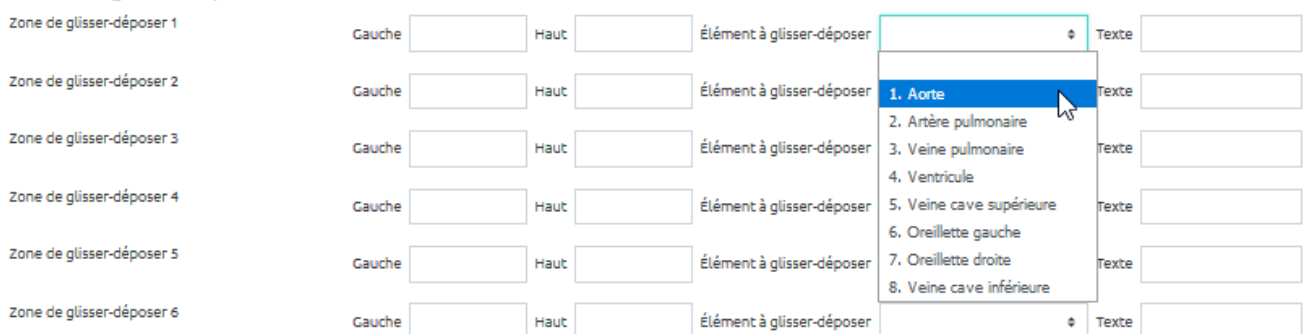 Zone de glisser-déposer 1 Gauche Haut Élément à glisser-déposer Texte
Zone de glisser-déposer 2 Gauche Haut Élément à glisser-déposer 1. Aorte Texte
2. Artère pulmonaire
Zone de glisser-déposer 3 Gauche Haut Élément à glisser-déposer 3. Veine pulmonaire Texte
4. Ventricule
Zone de glisser-déposer 4 Gauche Haut Élément à glisser-déposer 5. Veine cave supérieure Texte
6. Oreillette gauche
Zone de glisser-déposer 5 Gauche Haut Élément à glisser-déposer 7. Oreillette droite Texte
8. Veine cave inférieure
Zone de glisser-déposer 6 Gauche Haut Élément à glisser-déposer Texte